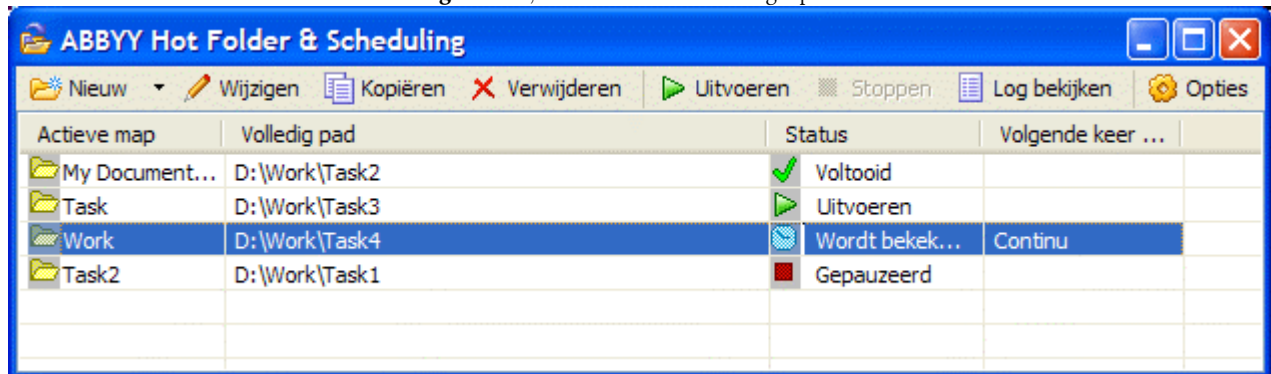 ABBYY Hot Folder & Scheduling
Nieuw Wijzigen Kopiëren Verwijderen Uitvoeren Stoppen Log bekijken Opties
Actieve map Volledig pad Status Volgende keer ...
My Document... D:\Work\Task2 Voltooid
Task D:\Work\Task3 Uitvoeren
Work D:\Work\Task4 Wordt bekek... Continu
Task2 D:\Work\Task1 Gepauzeerd